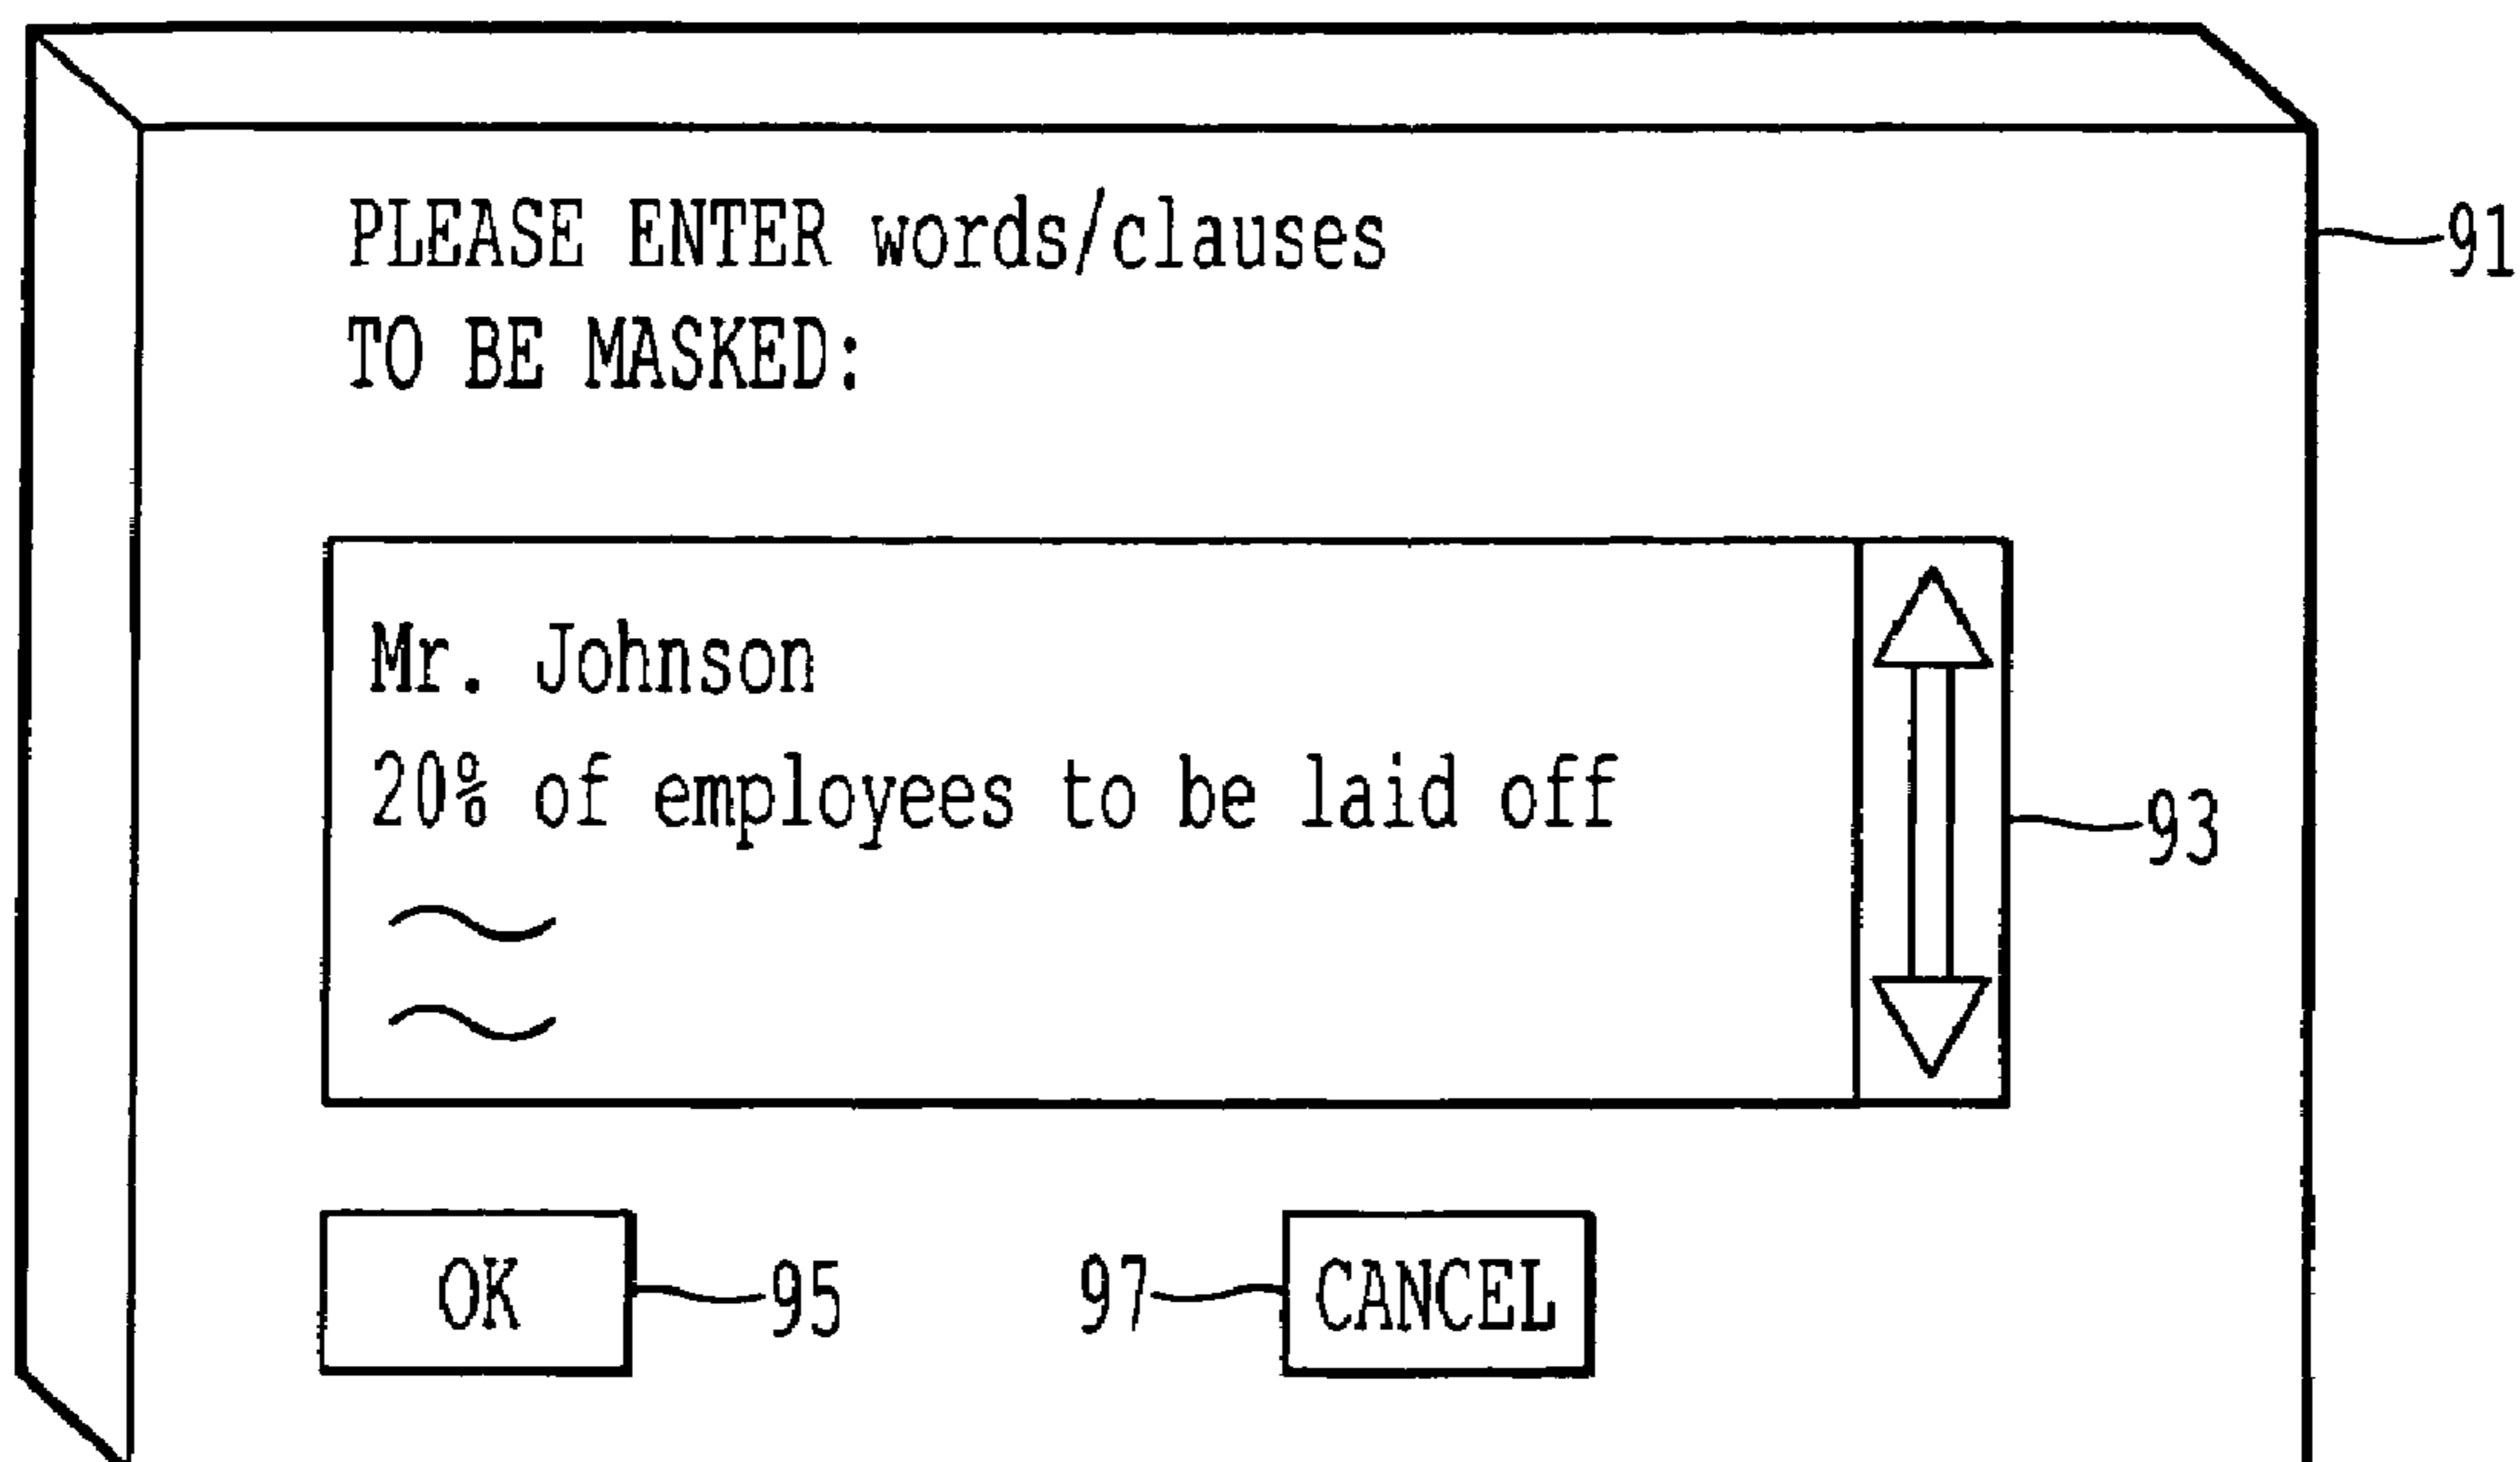 PLEASE ENTER words/clauses
91
TO BE MASKED:
Mr. Johnson
20% of employees to be laid off
93
OK
95
97
CANCEL